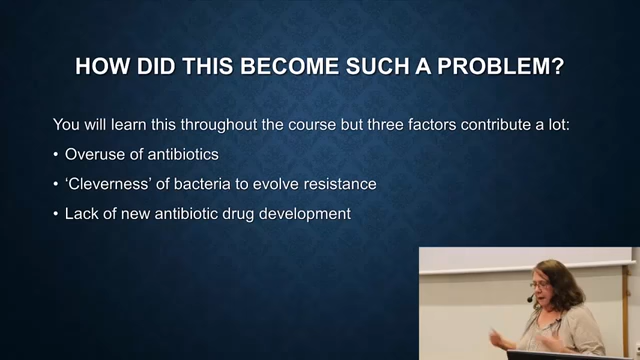 HOW DID THIS BECOME SUCH A PROBLEM?
You will learn this throughout the course but three factors contribute a lot:
• Overuse of antibiotics
• ‘Cleverness’ of bacteria to evolve resistance
• Lack of new antibiotic drug development